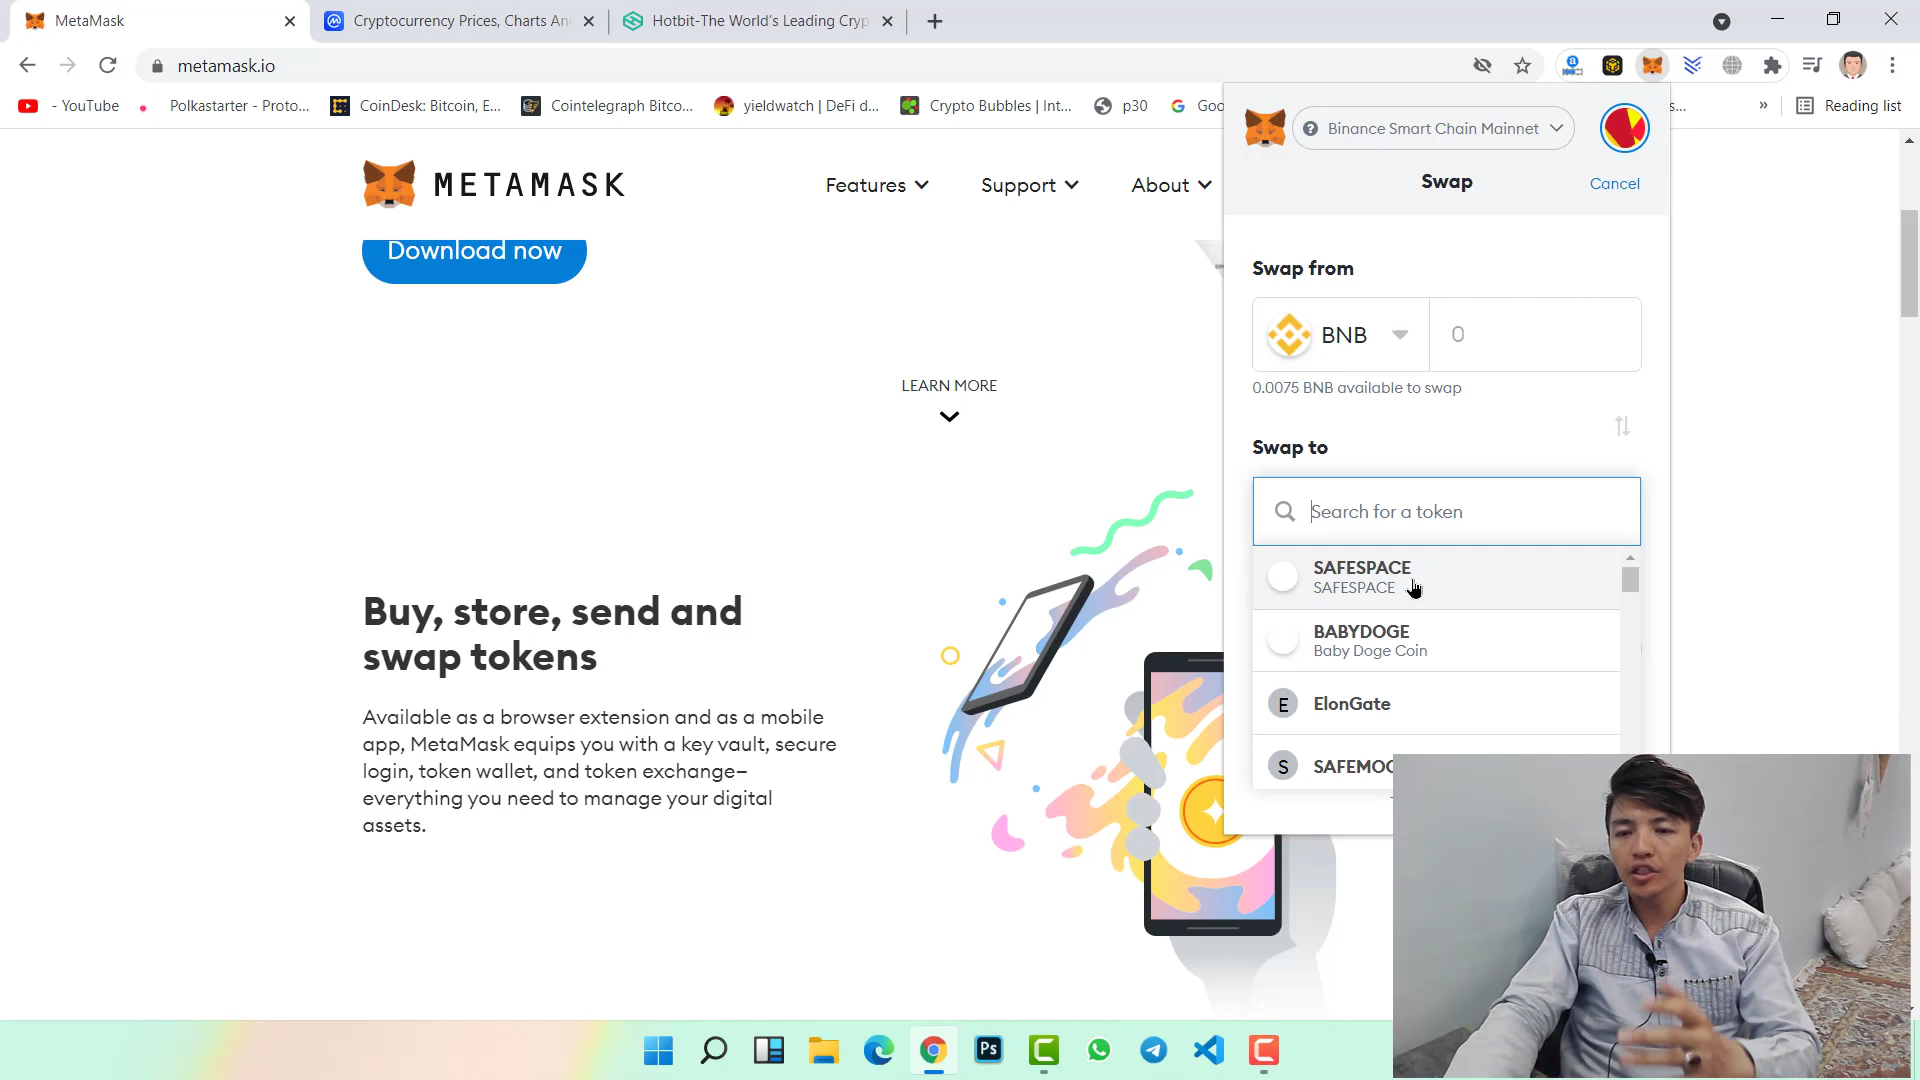 MetaMask
Cryptocurrency Prices, Charts An
Hotbit-The World's Leading Cryp
metamask.io
- YouTube
Polkastarter - Proto...
CoinDesk: Bitcoin, E...
Cointelegraph Bitco...
yieldwatch | DeFi d...
Crypto Bubbles | Int...
p30
Goo
s...
»
Reading list
METAMASK
Features
Support
About
Download now
LEARN MORE
Buy, store, send and
swap tokens
Available as a browser extension and as a mobile
app, MetaMask equips you with a key vault, secure
login, token wallet, and token exchange–
everything you need to manage your digital
assets.
Binance Smart Chain Mainnet
Swap
Cancel
Swap from
BNB
0
0.0075 BNB available to swap
Swap to
Search for a token
SAFESPACE
SAFESPACE
BABYDOGE
Baby Doge Coin
E
ElonGate
S
SAFEMOO
Ps